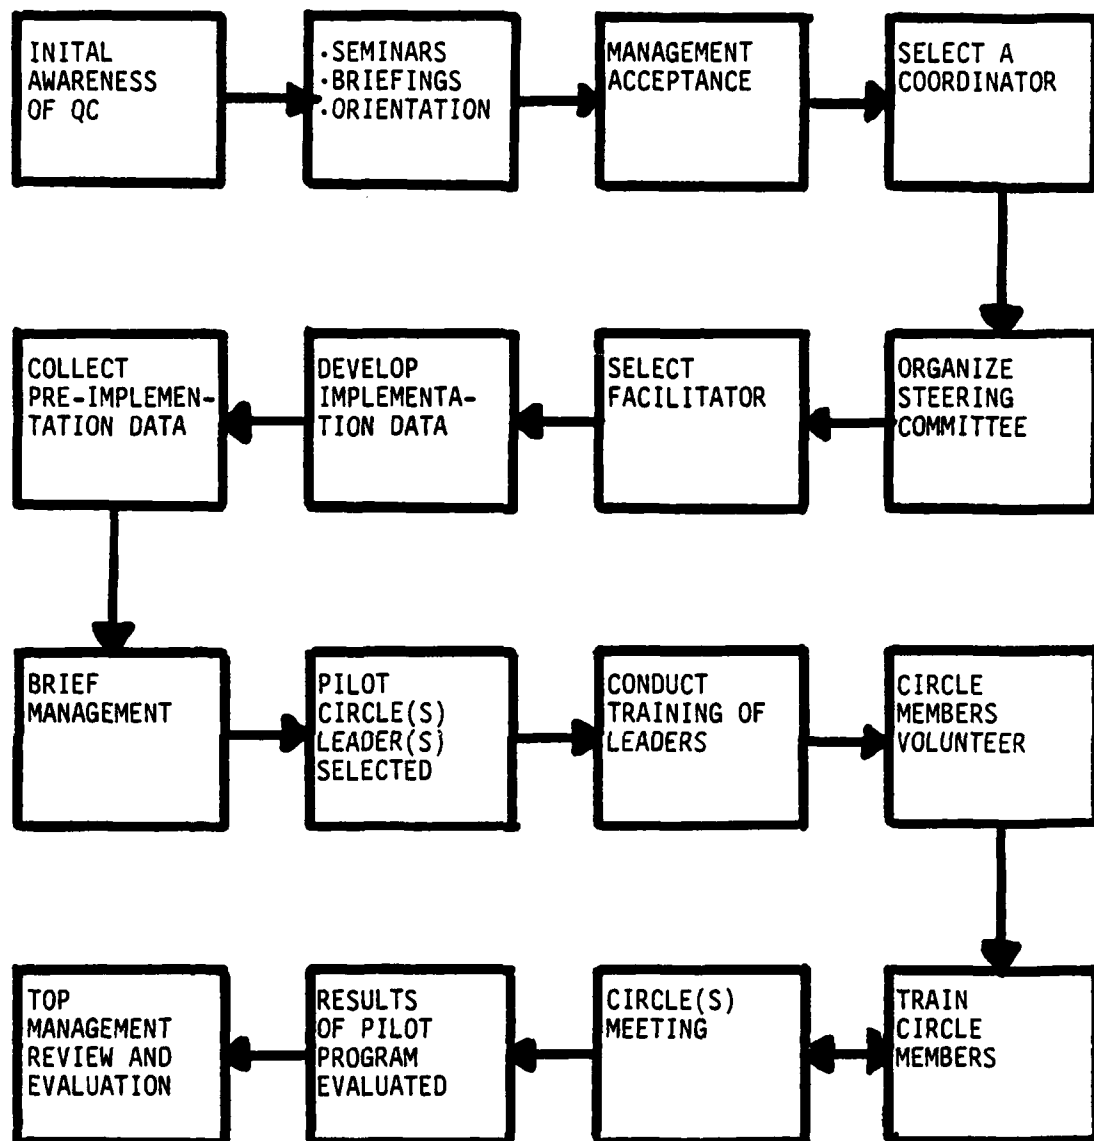 INITAL
AWARENESS
OF QC
·SEMINARS
·BRIEFINGS
·ORIENTATION
MANAGEMENT
ACCEPTANCE
SELECT A
COORDINATOR
COLLECT
PRE-IMPLEMEN-
TATION DATA
DEVELOP
IMPLEMENTA-
TION DATA
SELECT
FACILITATOR
ORGANIZE
STEERING
COMMITTEE
BRIEF
MANAGEMENT
PILOT
CIRCLE(S)
LEADER(S)
SELECTED
CONDUCT
TRAINING OF
LEADERS
CIRCLE
MEMBERS
VOLUNTEER
TOP
MANAGEMENT
REVIEW AND
EVALUATION
RESULTS
OF PILOT
PROGRAM
EVALUATED
CIRCLE(S)
MEETING
TRAIN
CIRCLE
MEMBERS